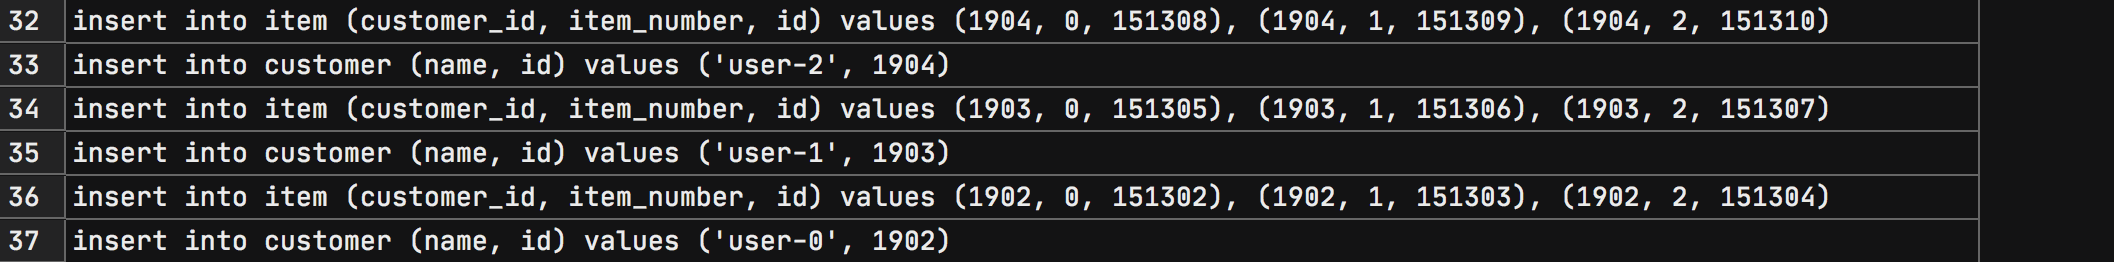 32 insert into item (customer_id, item_number, id) values (1904, 0, 151308), (1904, 1, 151309), (1904, 2, 151310)
33 insert into customer (name, id) values ('user-2', 1904)
34 insert into item (customer_id, item_number, id) values (1903, 0, 151305), (1903, 1, 151306), (1903, 2, 151307)
35 insert into customer (name, id) values ('user-1', 1903)
36 insert into item (customer_id, item_number, id) values (1902, 0, 151302), (1902, 1, 151303), (1902, 2, 151304)
37 insert into customer (name, id) values ('user-0', 1902)